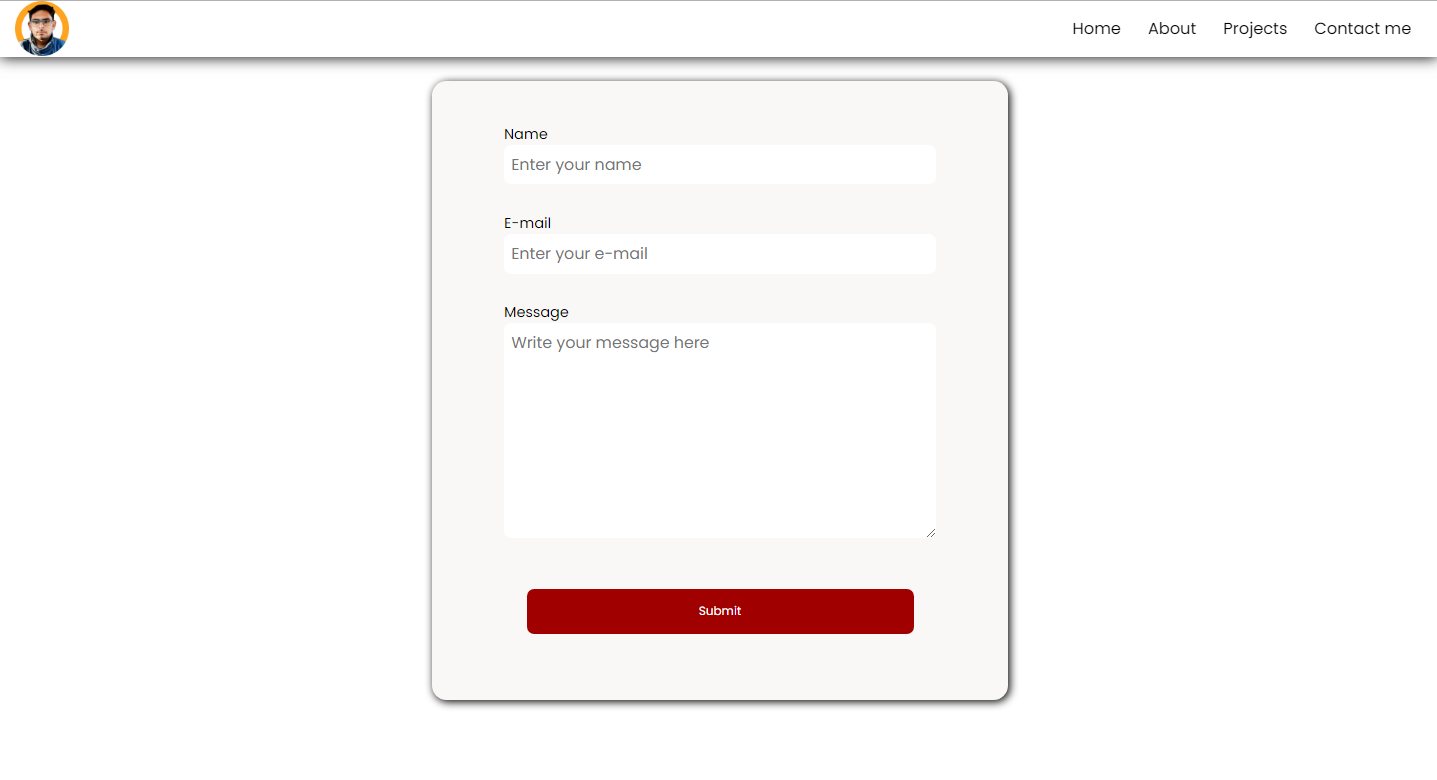 Home About Projects Contact me
Name
Enter your name
E-mail
Enter your e-mail
Message
Write your message here
Submit